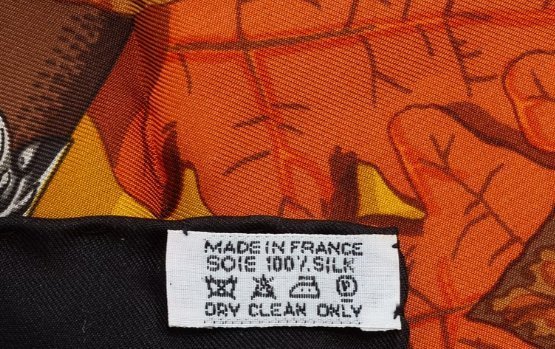 MADE IN FRANCE
SOIE 100% SILK
P
DRY CLEAN ONLY